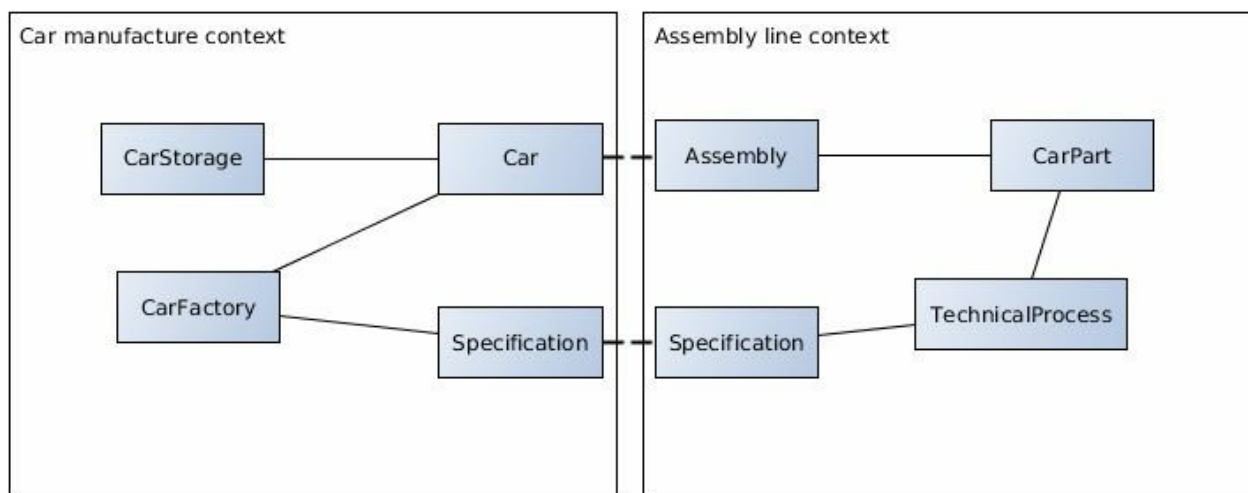 Car manufacture context
CarStorage
Car
CarFactory
Specification
Assembly line context
Assembly
CarPart
Specification
TechnicalProcess